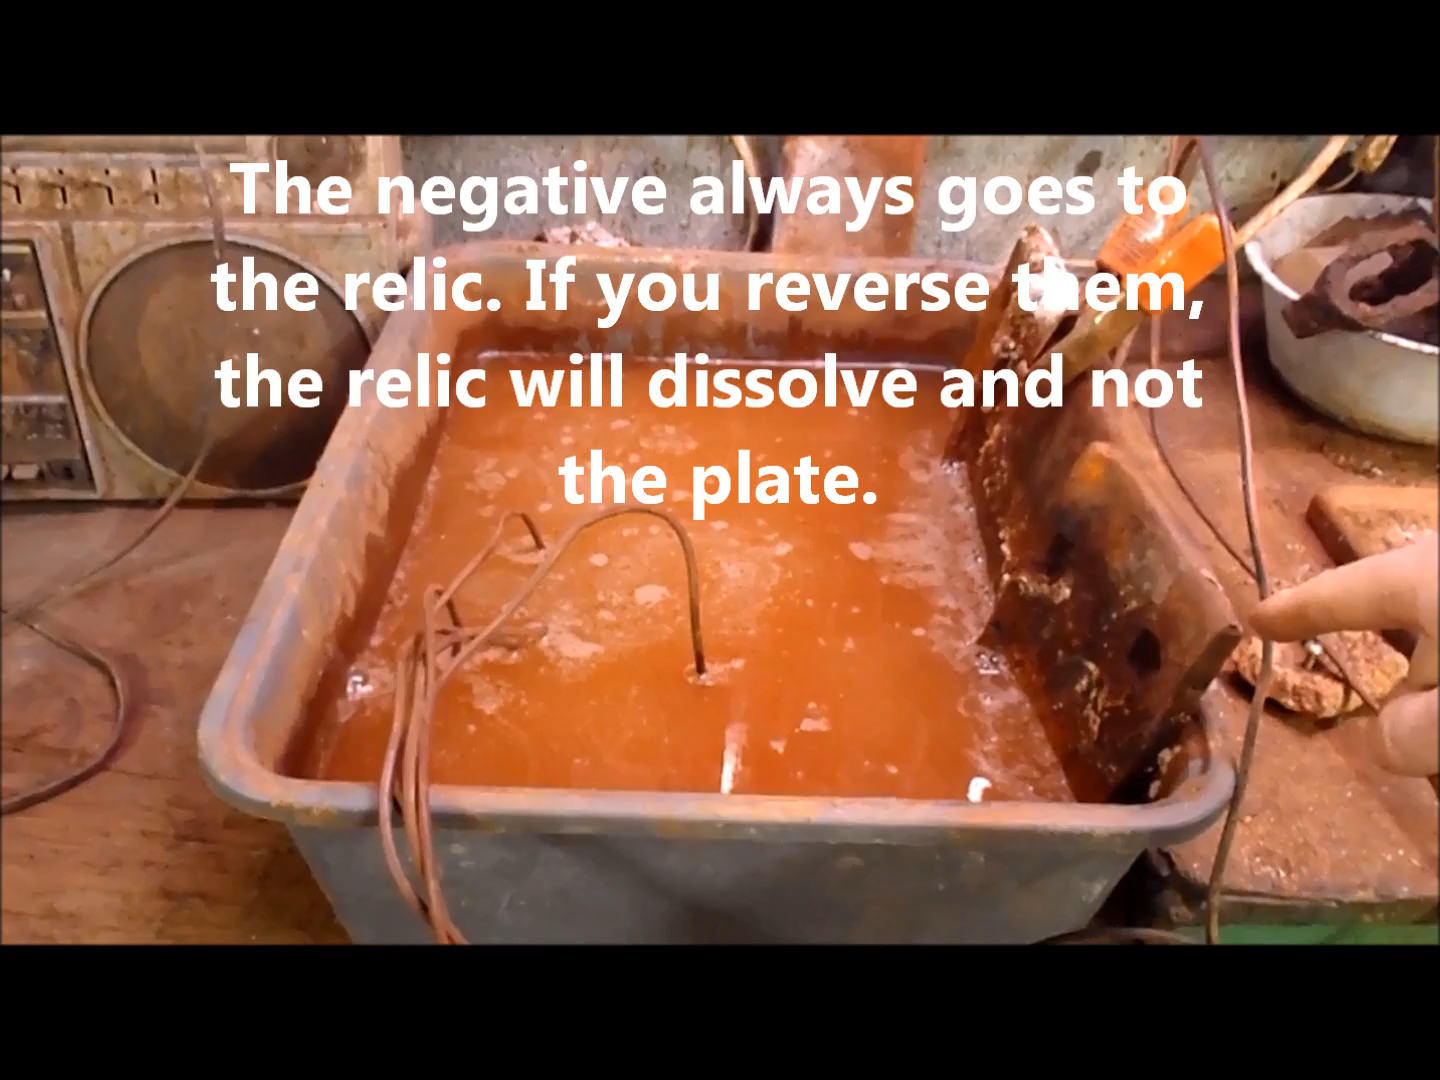 The negative always goes to
the relic. If you reverse them,
the relic will dissolve and not
the plate.